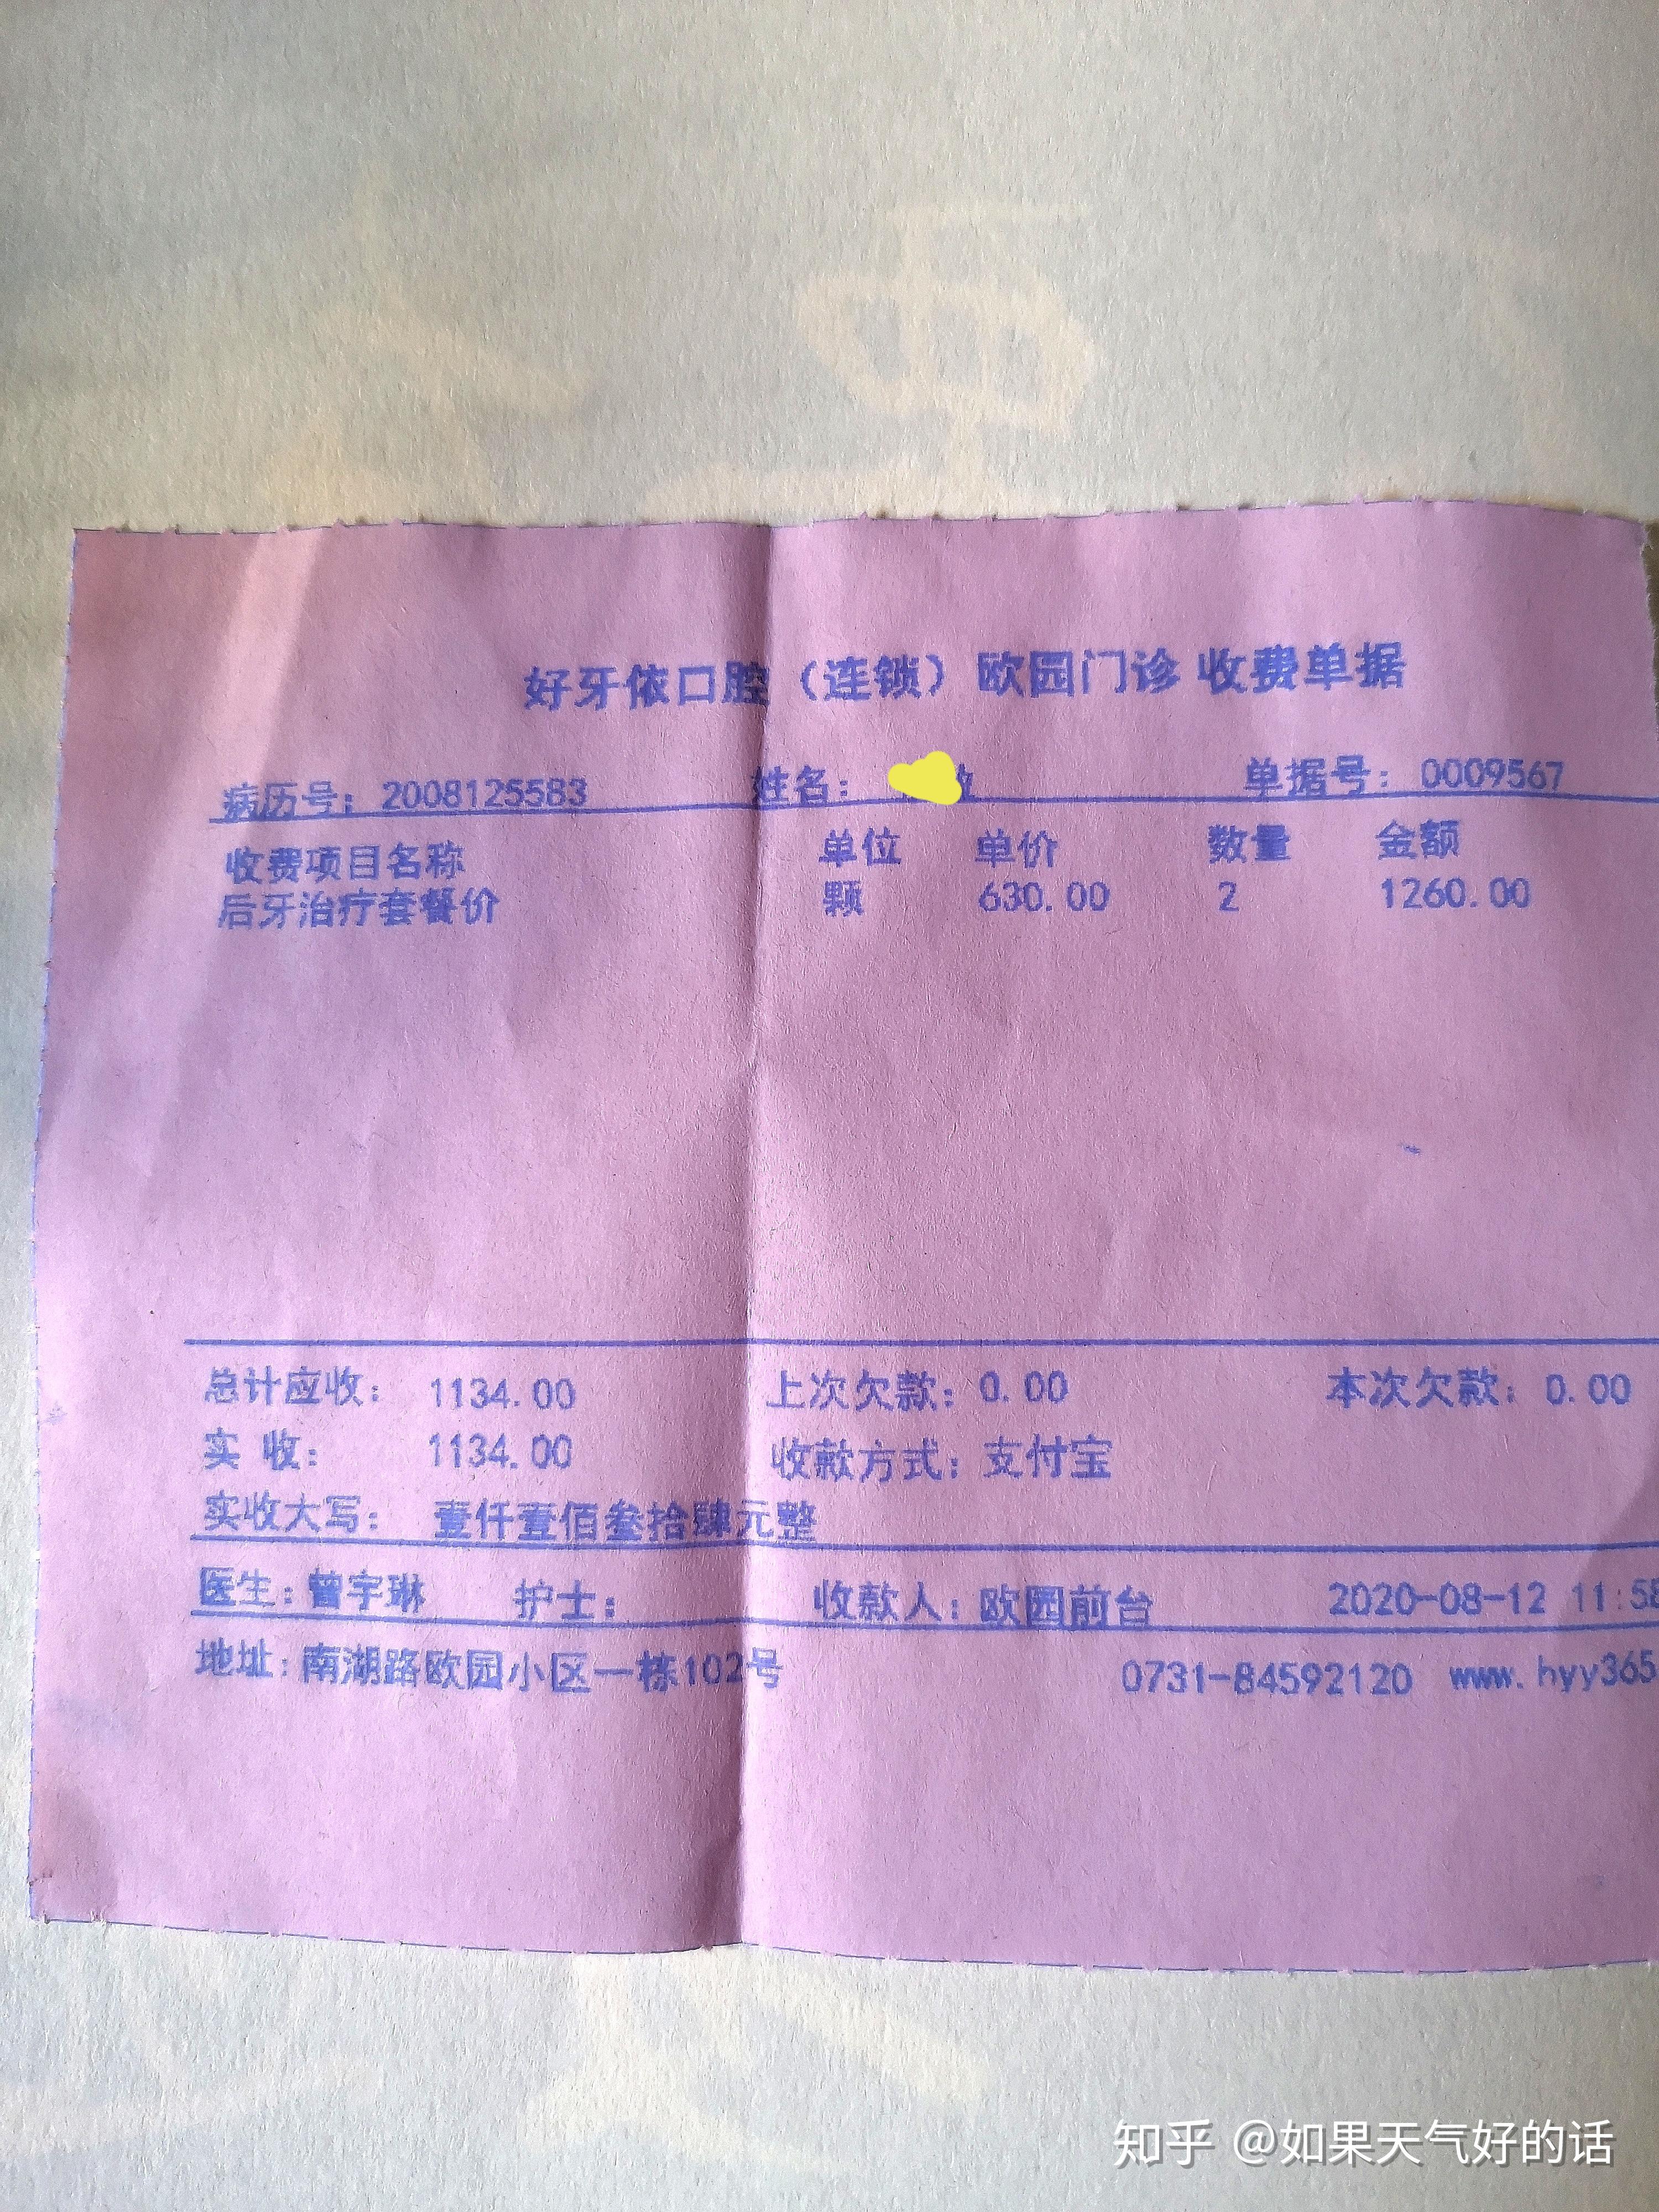 好牙依口腔（连锁）欧园门诊 收费单据
病历号：2008125583 姓名： 单据号：0009567
收费项目名称 单位 单价 数量 金额
后牙治疗套餐价 颗 630.00 2 1260.00
总计应收： 1134.00 上次欠款：0.00 本次欠款：0.00
实 收： 1134.00 收款方式：支付宝
实收大写： 壹仟壹佰叁拾肆元整
医生：曾宇琳 护士： 收款人：欧园前台 2020-08-12 11:58
地址：南湖路欧园小区一栋102号 0731-84592120 www.hyy365
知乎 @如果天气好的话